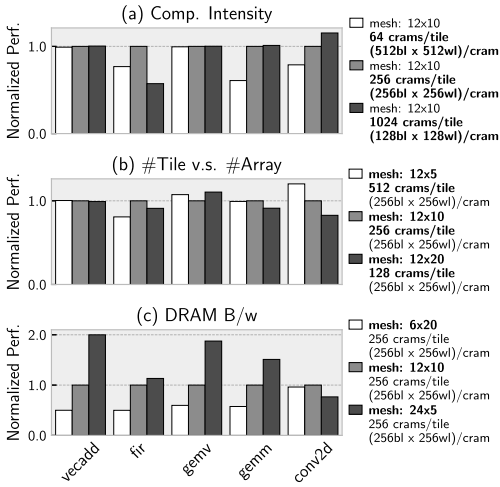 (a) Comp. Intensity
Normalized Perf.
1.0
0.0
mesh: 12x10
64 crams/tile
(512bl x 512wl)/cram
mesh: 12x10
256 crams/tile
(256bl x 256wl)/cram
mesh: 12x10
1024 crams/tile
(128bl x 128wl)/cram
(b) #Tile v.s. #Array
Normalized Perf.
1.0
0.0
mesh: 12x5
512 crams/tile
(256bl x 256wl)/cram
mesh: 12x10
256 crams/tile
(256bl x 256wl)/cram
mesh: 12x20
128 crams/tile
(256bl x 256wl)/cram
(c) DRAM B/w
Normalized Perf.
2.0
1.0
0.0
mesh: 6x20
256 crams/tile
(256bl x 256wl)/cram
mesh: 12x10
256 crams/tile
(256bl x 256wl)/cram
mesh: 24x5
256 crams/tile
(256bl x 256wl)/cram
vecadd
fir
gemv
gemm
conv2d